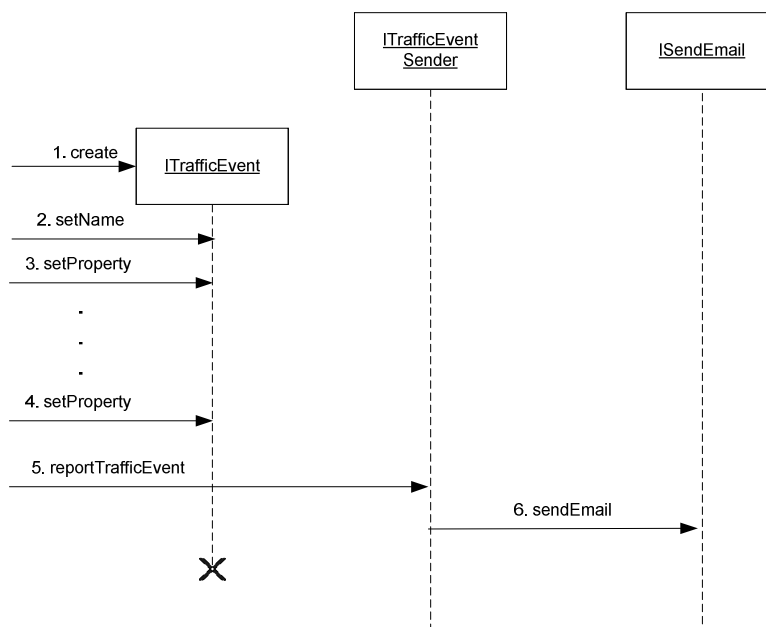 ITrafficEvent
Sender
ISendEmail
1. create
ITrafficEvent
2. setName
3. setProperty
.
.
.
4. setProperty
5. reportTrafficEvent
6. sendEmail